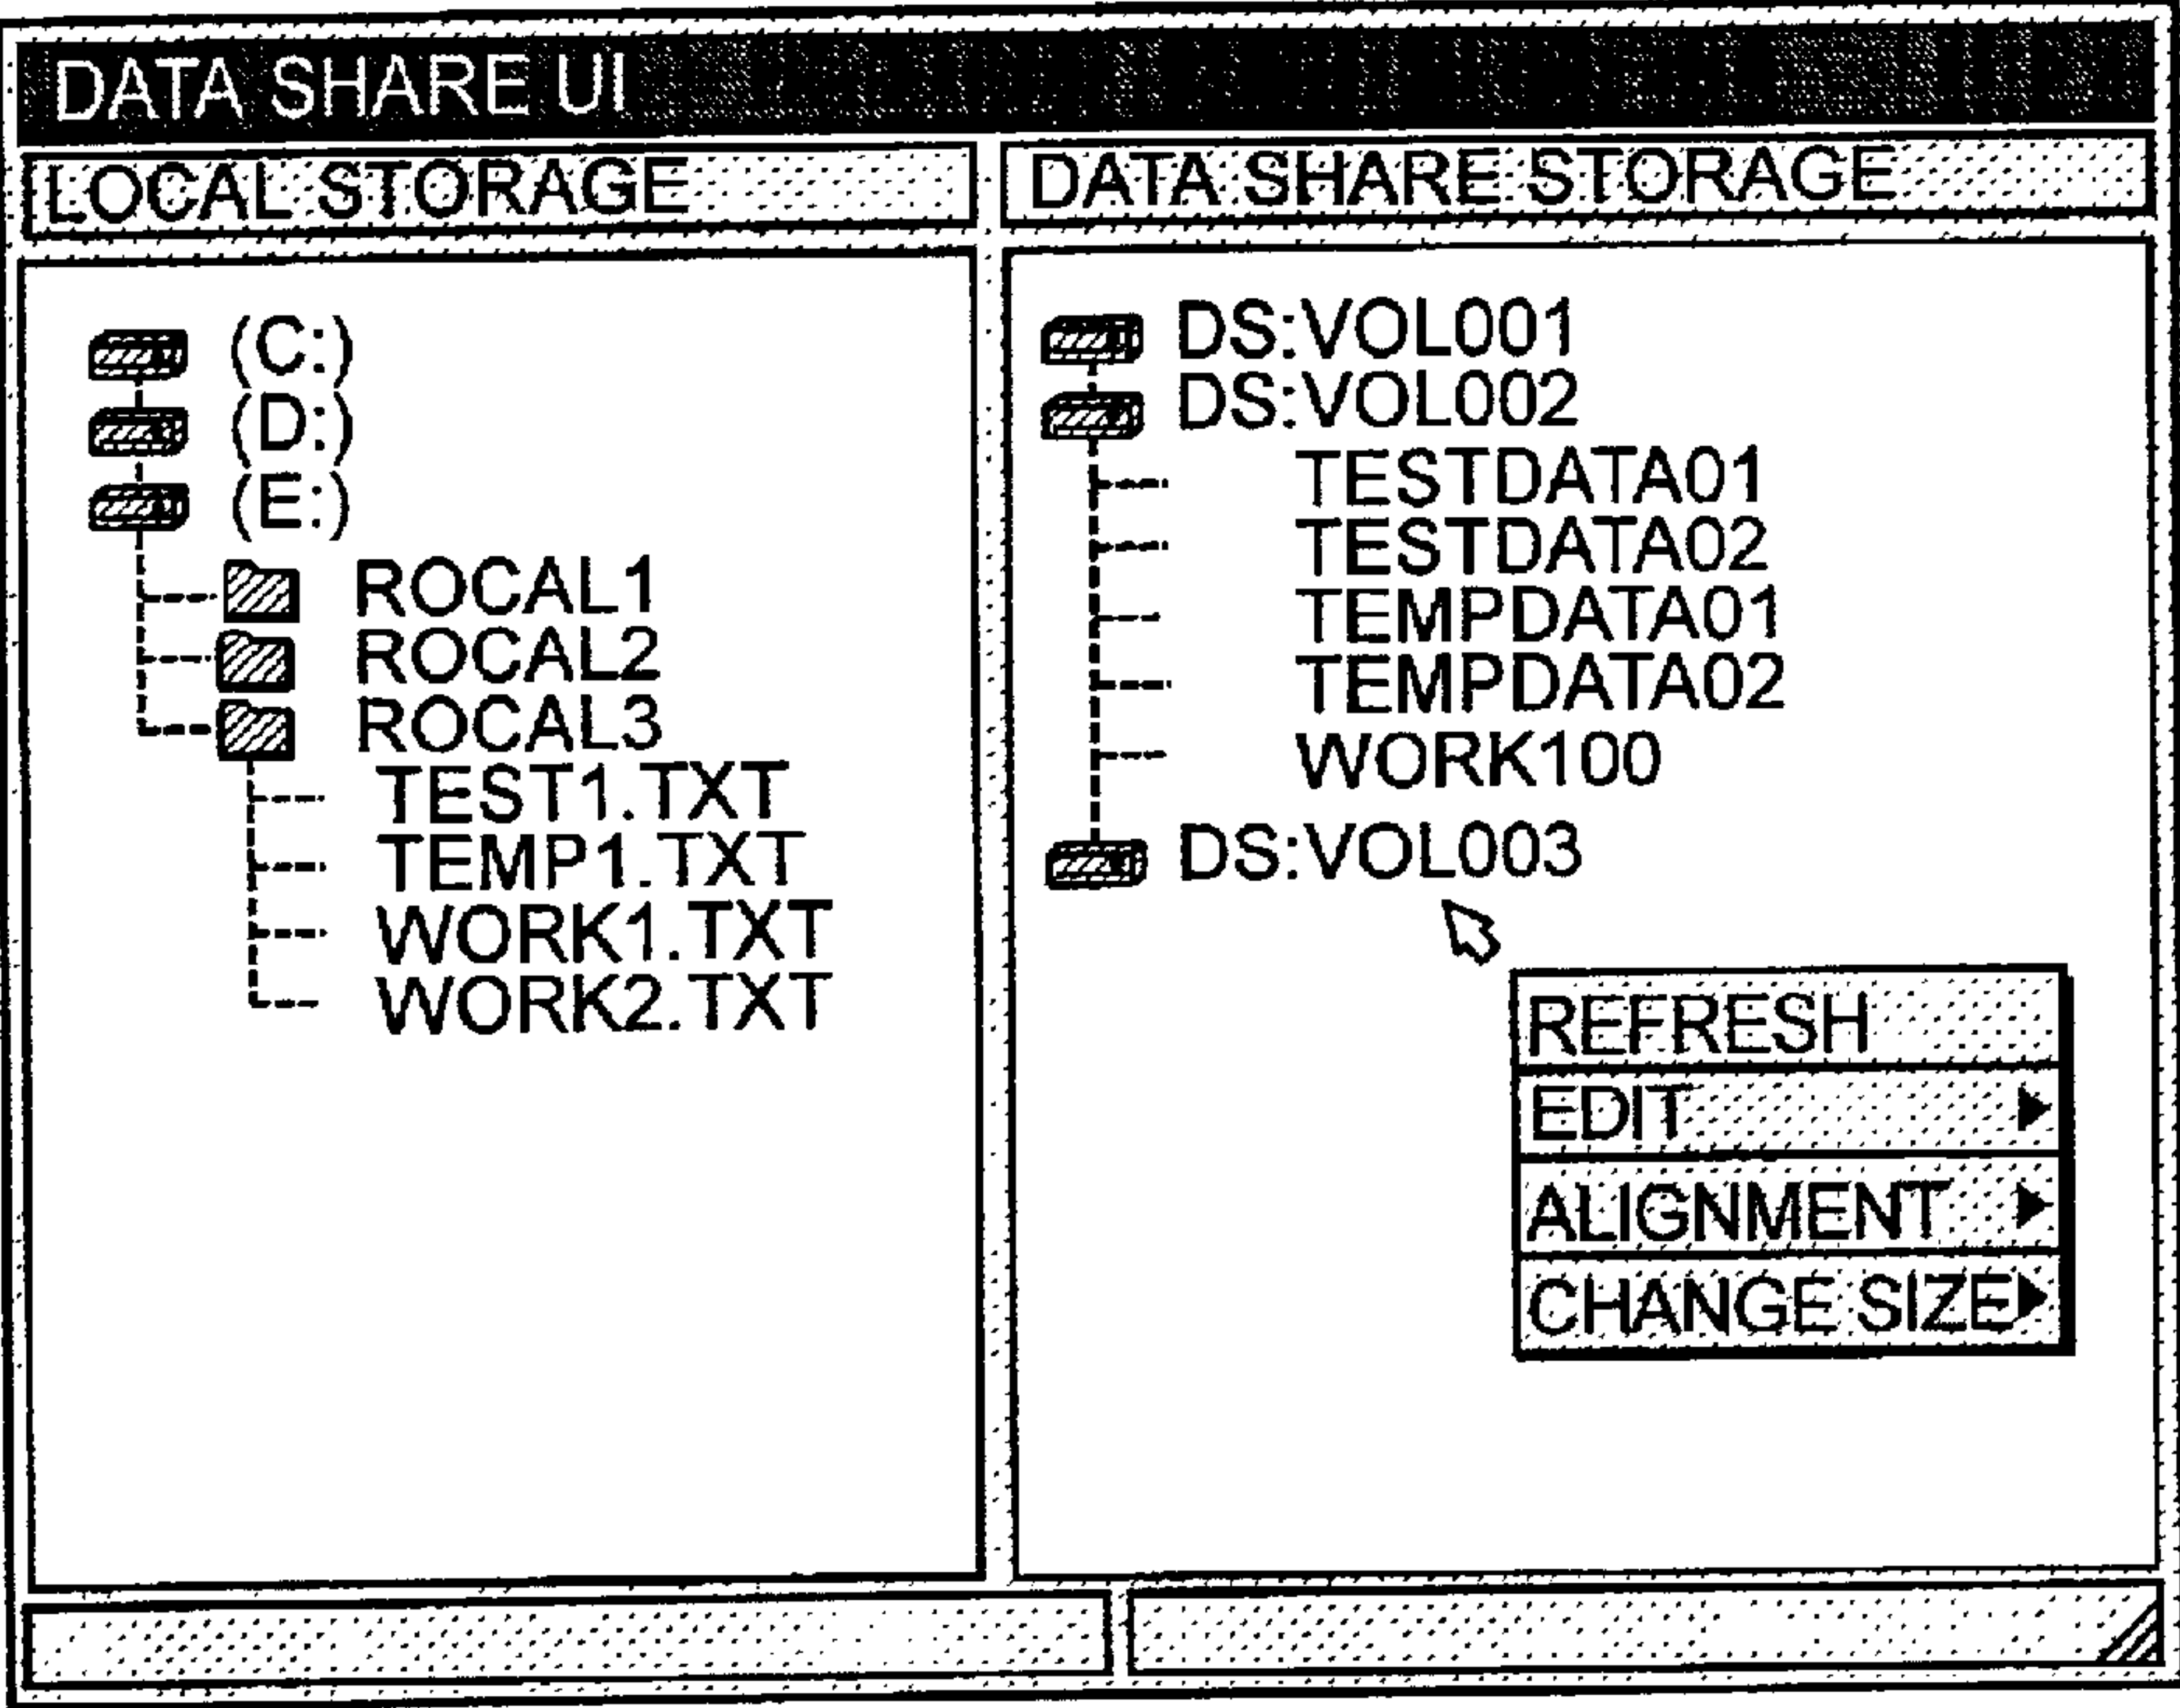 DATA SHARE UI
LOCAL STORAGE
(C:)
(D:)
(E:)
ROCAL1
ROCAL2
ROCAL3
TEST1.TXT
TEMP1.TXT
WORK1.TXT
WORK2.TXT
DATA SHARE STORAGE
DS:VOL001
DS:VOL002
TESTDATA01
TESTDATA02
TEMPDATA01
TEMPDATA02
WORK100
DS:VOL003
REFRESH
EDIT
ALIGNMENT
CHANGE SIZE